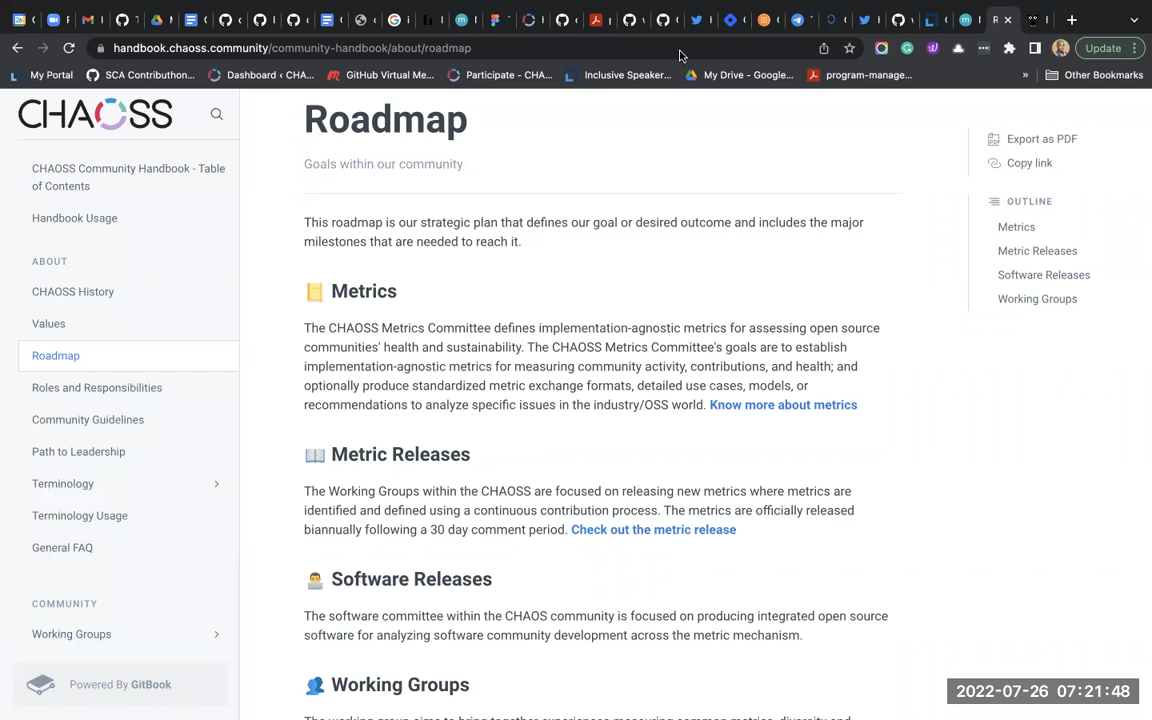 handbook.chaoss.community/community-handbook/about/roadmap
Update
My Portal
SCA Contributhon...
Dashboard ‹ CHA...
GitHub Virtual Me...
Participate - CHA...
Inclusive Speaker...
My Drive - Google...
program-manage...
»
Other Bookmarks
CHAOSS
CHAOSS Community Handbook - Table
of Contents
Handbook Usage
ABOUT
CHAOSS History
Values
Roadmap
Roles and Responsibilities
Community Guidelines
Path to Leadership
Terminology
Terminology Usage
General FAQ
COMMUNITY
Working Groups
Powered By GitBook
Roadmap
Goals within our community
This roadmap is our strategic plan that defines our goal or desired outcome and includes the major
milestones that are needed to reach it.
Metrics
The CHAOSS Metrics Committee defines implementation-agnostic metrics for assessing open source
communities' health and sustainability. The CHAOSS Metrics Committee's goals are to establish
implementation-agnostic metrics for measuring community activity, contributions, and health; and
optionally produce standardized metric exchange formats, detailed use cases, models, or
recommendations to analyze specific issues in the industry/OSS world. Know more about metrics
Metric Releases
The Working Groups within the CHAOSS are focused on releasing new metrics where metrics are
identified and defined using a continuous contribution process. The metrics are officially released
biannually following a 30 day comment period. Check out the metric release
Software Releases
The software committee within the CHAOS community is focused on producing integrated open source
software for analyzing software community development across the metric mechanism.
Working Groups
Export as PDF
Copy link
OUTLINE
Metrics
Metric Releases
Software Releases
Working Groups
2022-07-26 07:21:48